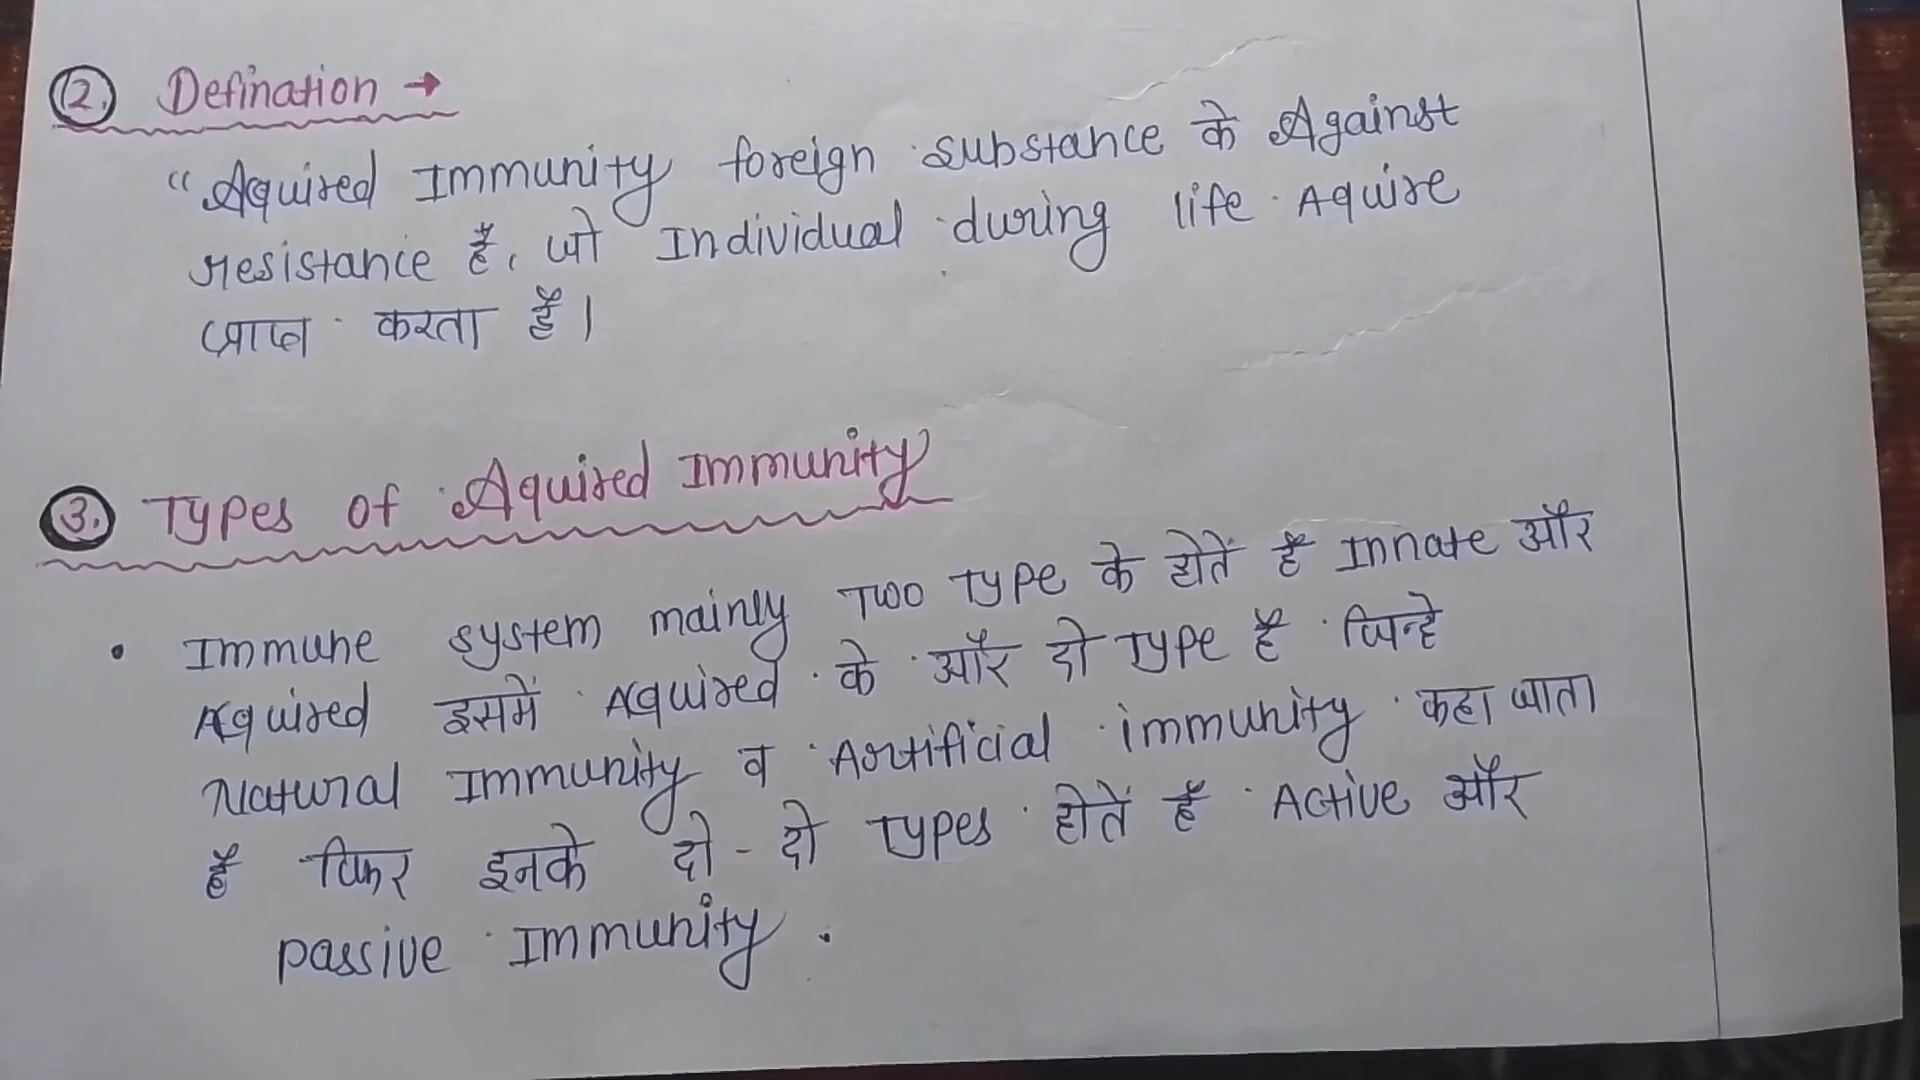 2. Defination →
“Aquired Immunity foreign substance के Against
resistance है, जो Individual during life Aquire
प्राप्त करता है।
3. Types of Aquired Immunity
• Immune system mainly Two type के होतें है Innate और
Aquired इसमें Aquired के और दो type है जिन्हे
Natural Immunity व Artificial immunity कहा जाता
है फिर इनके दो - दो types होतें है Active और
passive Immunity .